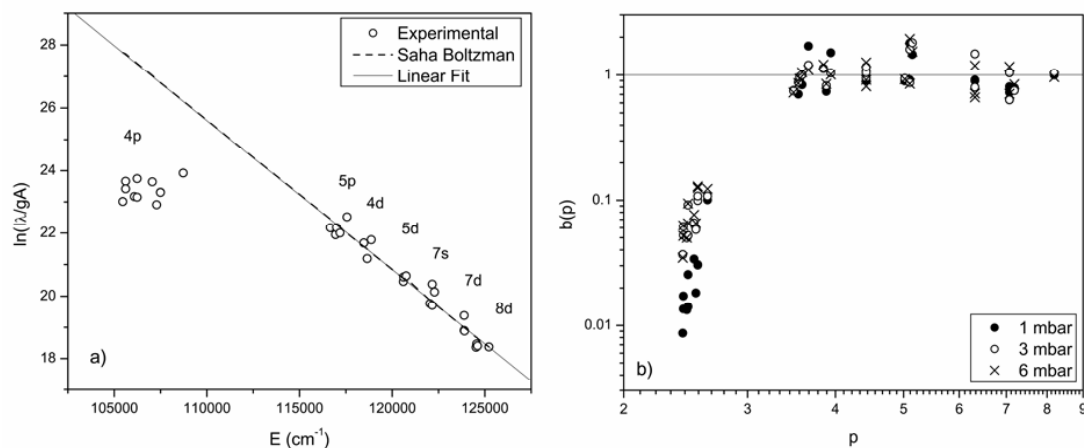 30
28
26
24
22
20
18
ln(Iλ/gA)
Experimental
Saha Boltzman
Linear Fit
4p
5p
4d
5d
7s
7d
8d
a)
105000 110000 115000 120000 125000
E (cm⁻¹)
1
0.1
0.01
b(p)
1 mbar
3 mbar
6 mbar
b)
2 3 4 5 6 7 8 9
p